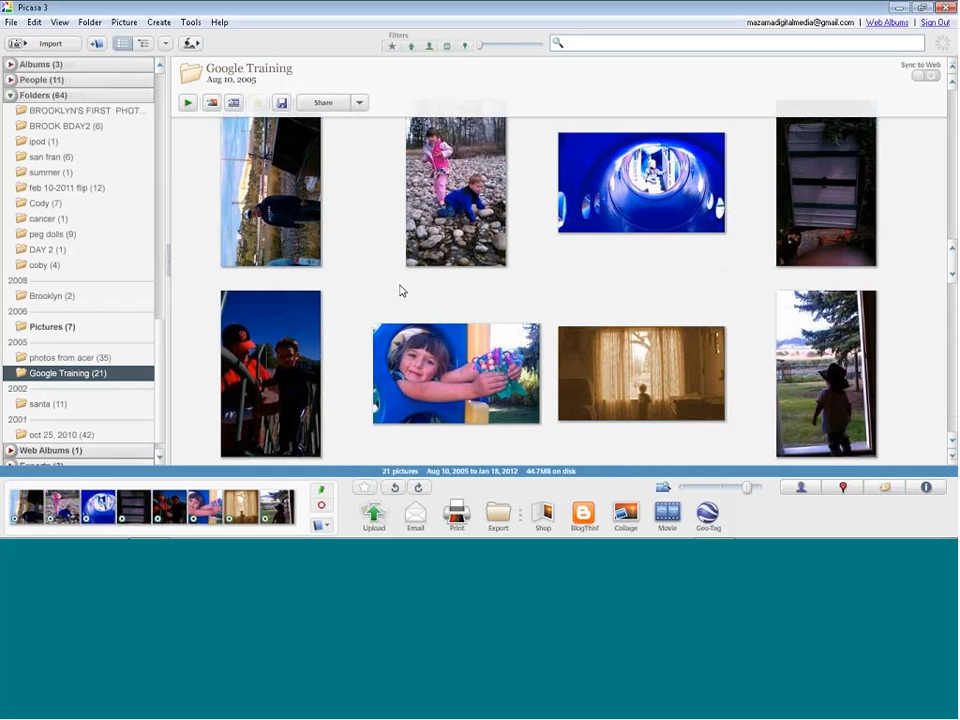 Picasa 3
File Edit View Folder Picture Create Tools Help
mazamadigitalmedia@gmail.com Web Albums Sign Out
Import
Filters
Albums (3)
People (11)
Folders (64)
BROOKLYN'S FIRST PHOT...
BROOK BDAY2 (6)
ipod (1)
san fran (6)
summer (1)
feb 10-2011 flip (12)
Cody (7)
cancer (1)
peg dolls (9)
DAY 2 (1)
coby (4)
2008
Brooklyn (2)
2006
Pictures (7)
2005
photos from acer (35)
Google Training (21)
2002
santa (11)
2001
oct 25, 2010 (42)
Web Albums (1)
Google Training
Aug 10, 2005
Sync to Web
Share
21 pictures Aug 10, 2005 to Jan 18, 2012 44.7MB on disk
Upload Email Print Export Shop BlogThis! Collage Movie Geo-Tag